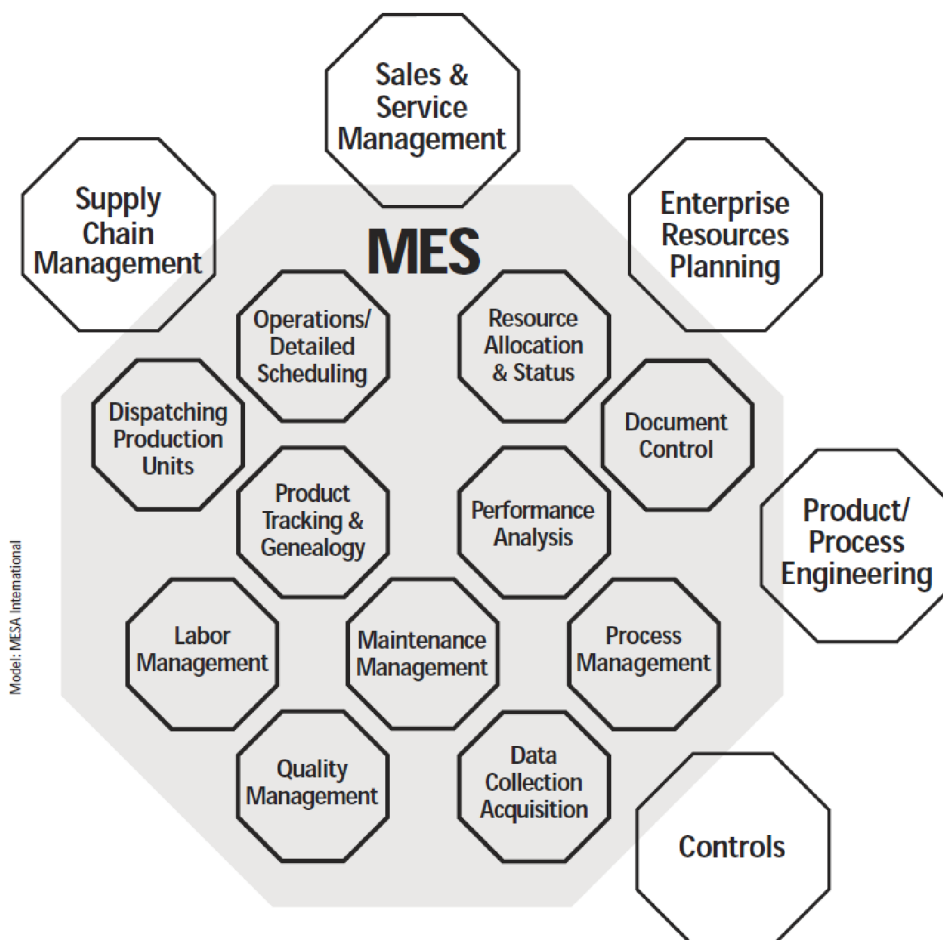 Sales &
Service
Management
Supply
Chain
Management
Enterprise
Resources
Planning
MES
Operations/
Detailed
Scheduling
Resource
Allocation
& Status
Dispatching
Production
Units
Document
Control
Product
Tracking &
Genealogy
Performance
Analysis
Product/
Process
Engineering
Labor
Management
Maintenance
Management
Process
Management
Quality
Management
Data
Collection
Acquisition
Controls
Model: MESA International